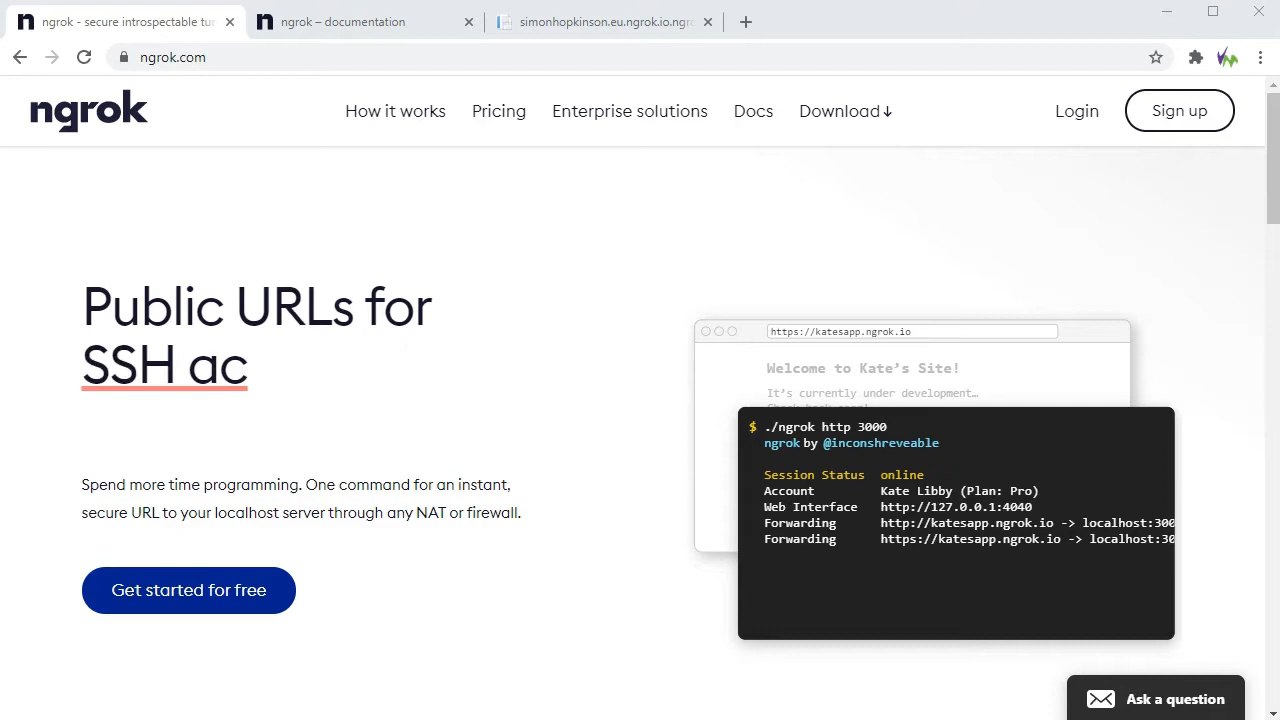 ngrok - secure introspectable tu
ngrok – documentation
simonhopkinson.eu.ngrok.io.ngro
ngrok.com
ngrok
How it works
Pricing
Enterprise solutions
Docs
Download↓
Login
Sign up
Public URLs for
SSH ac
Spend more time programming. One command for an instant,
secure URL to your localhost server through any NAT or firewall.
Get started for free
https://katesapp.ngrok.io
Welcome to Kate's Site!
It's currently under development…
$ ./ngrok http 3000
ngrok by @inconshreveable
Session Status online
Account Kate Libby (Plan: Pro)
Web Interface http://127.0.0.1:4040
Forwarding http://katesapp.ngrok.io -> localhost:300
Forwarding https://katesapp.ngrok.io -> localhost:30
Ask a question